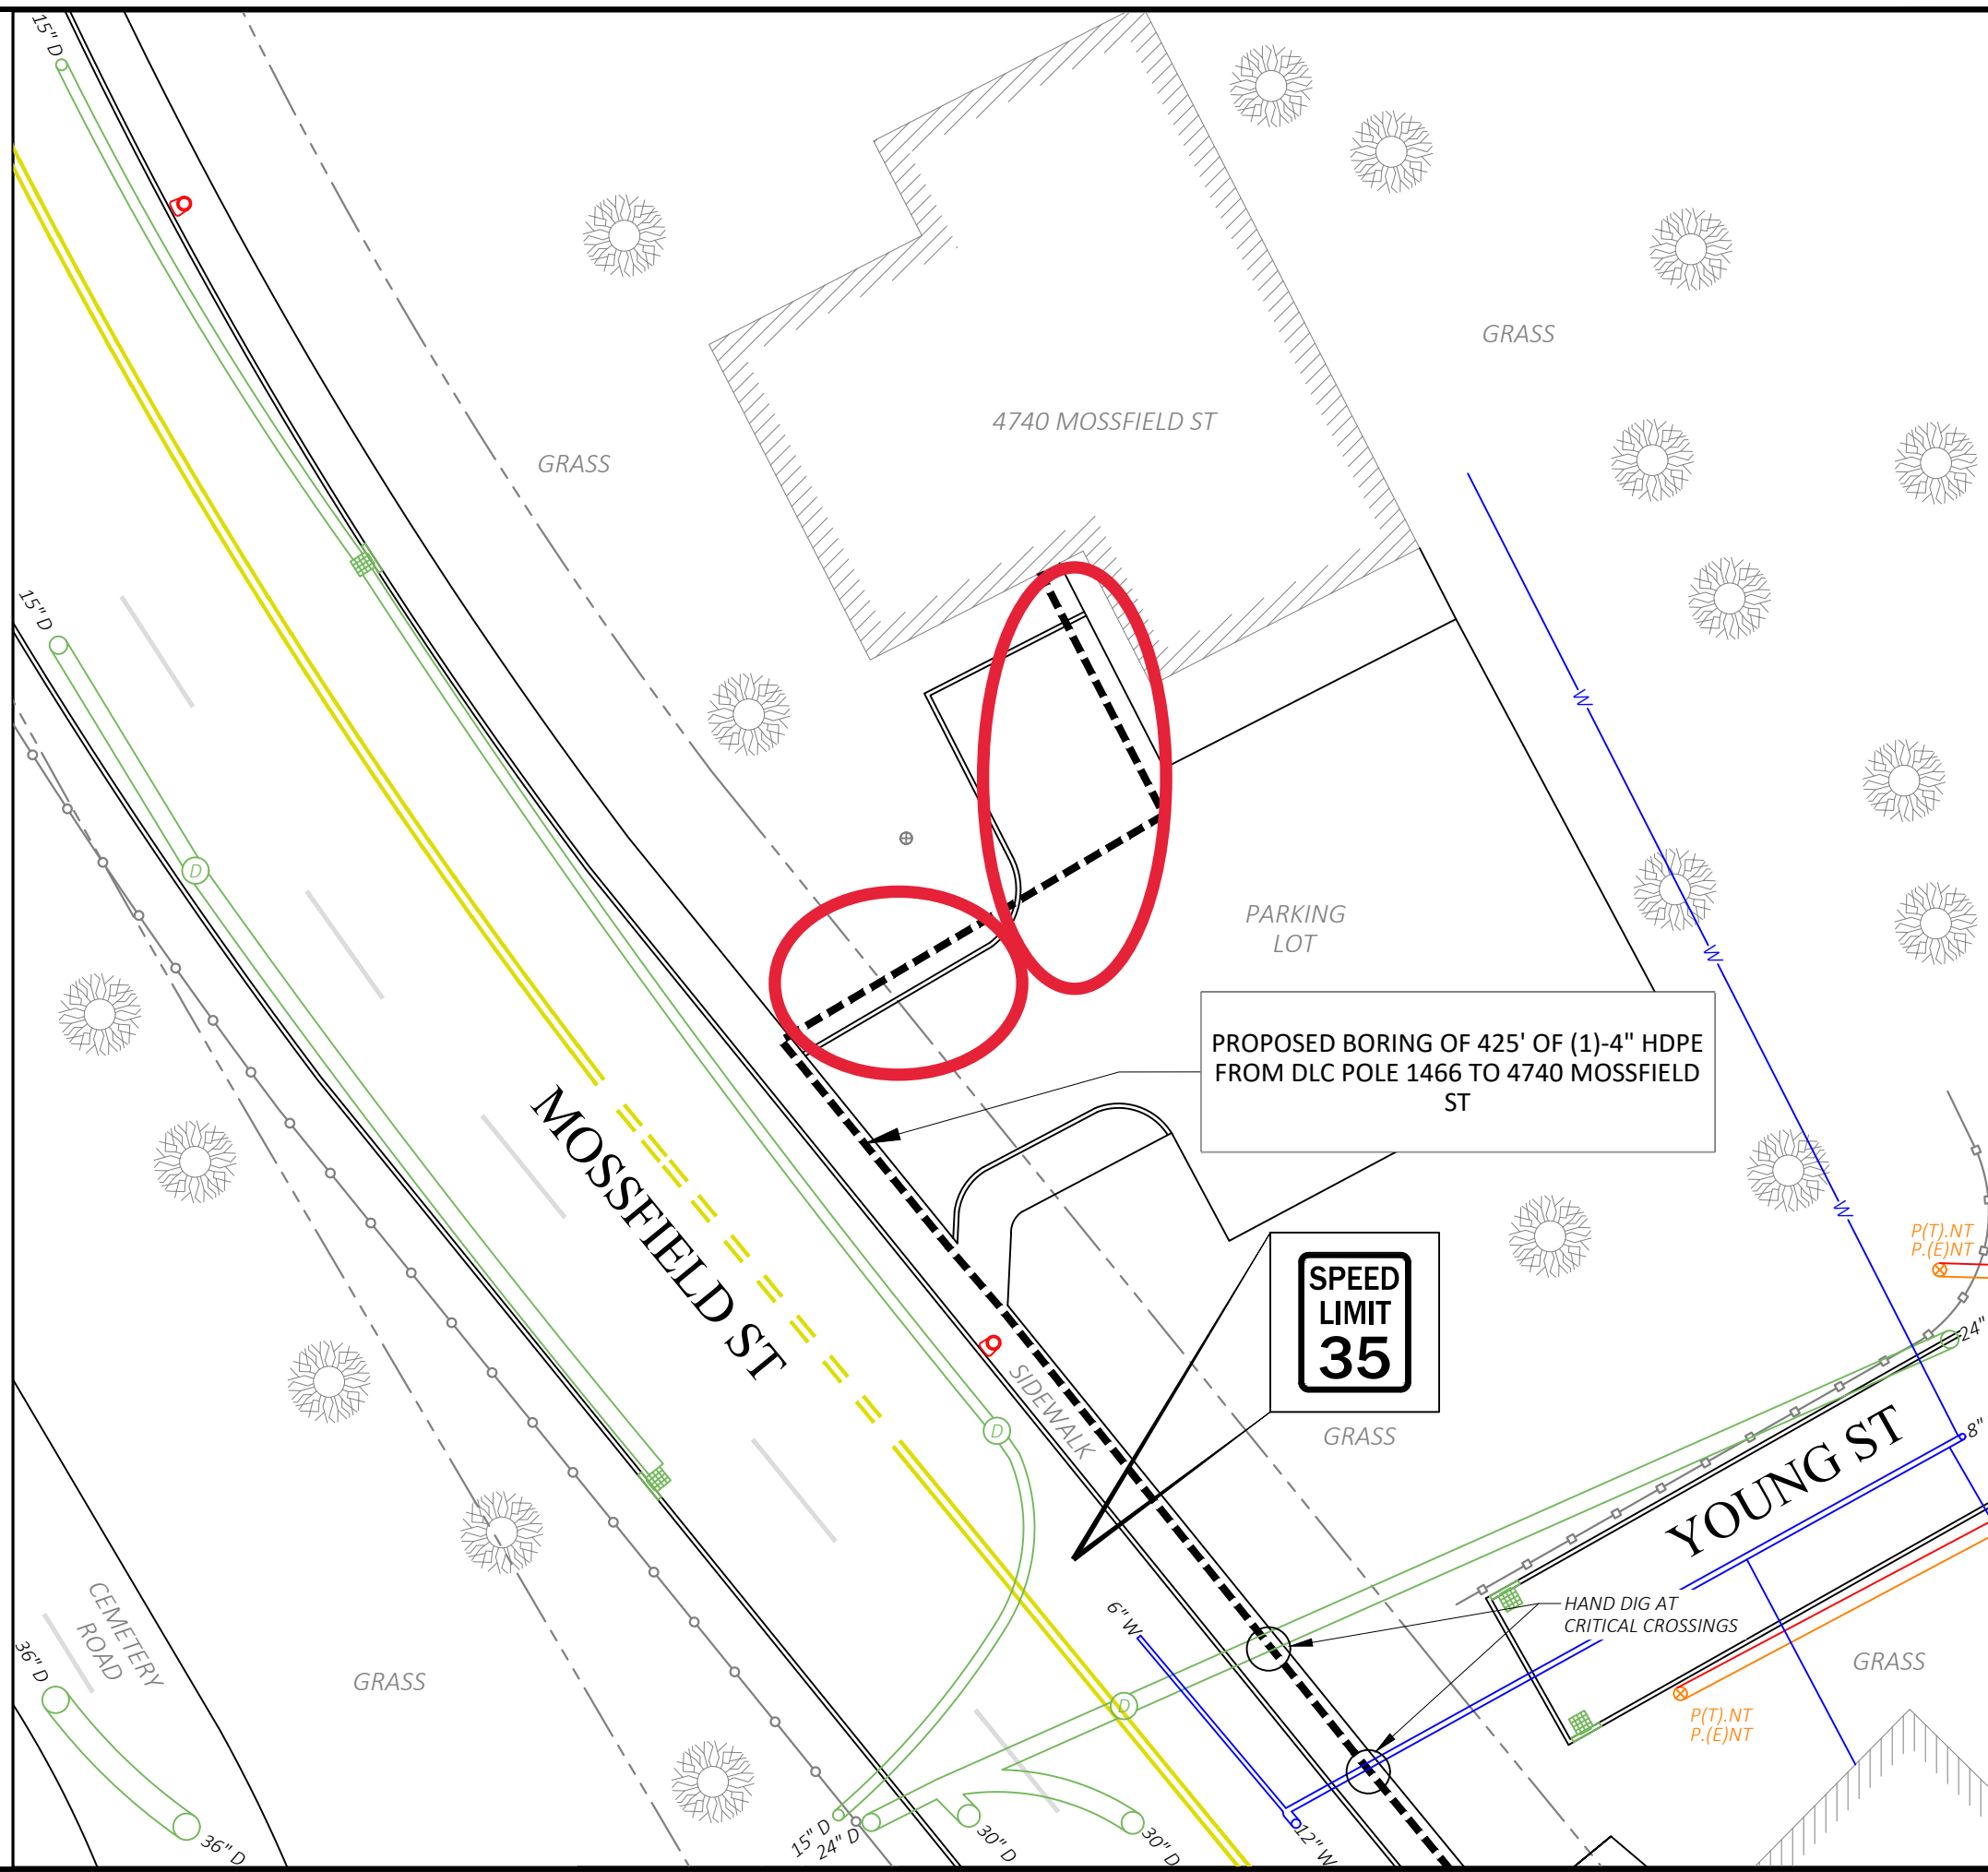 15" D
GRASS
4740 MOSSFIELD ST
GRASS
15" D
W
D
PARKING
LOT
W
PROPOSED BORING OF 425' OF (1)-4" HDPE
FROM DLC POLE 1466 TO 4740 MOSSFIELD
ST
MOSSFIELD ST
W
P(T).NT
P.(E)NT
SPEED
LIMIT
35
24"
SIDEWALK
D
GRASS
YOUNG ST
8"
HAND DIG AT
CRITICAL CROSSINGS
6" W
CEMETERY
ROAD
36" D
GRASS
D
GRASS
P(T).NT
P.(E)NT
15" D
24" D
30" D
30" D
12" W
36" D